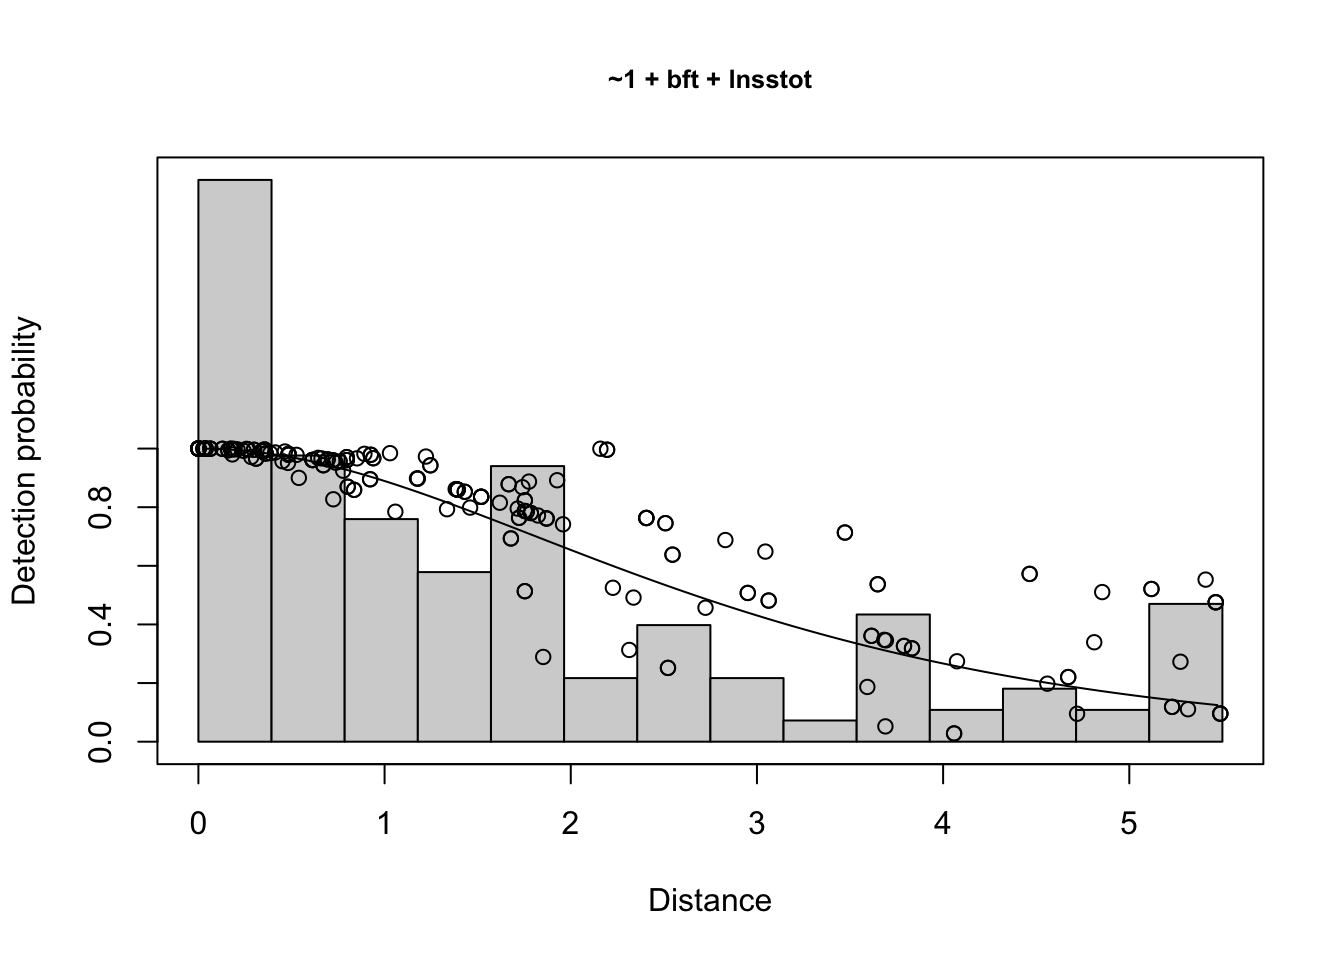 ~1 + bft + lnsstot
Detection probability
0.8
0.4
0.0
0 1 2 3 4 5
Distance